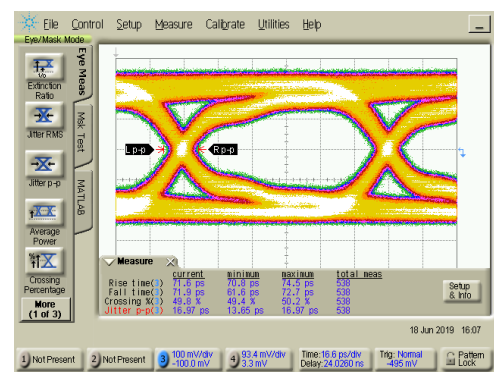 File Control Setup Measure Calibrate Utilities Help
Eye/Mask Mode
Extinction
Ratio
Jitter RMS
Jitter p-p
Average
Power
Crossing
Percentage
More
(1 of 3)
Eye Meas
Msk Test
MATLAB
L p-p
R p-p
Measure
current minimum maximum total meas
Rise time(3) 71.6 ps 70.8 ps 74.5 ps 538
Fall time(3) 71.9 ps 61.6 ps 72.7 ps 538
Crossing %(3) 49.8 % 49.4 % 50.2 % 538
Jitter p-p(3) 16.97 ps 13.65 ps 16.97 ps 538
Setup
& Info
18 Jun 2019 16:07
1 Not Present
2 Not Present
3 100 mV/div
-100.0 mV
4 93.4 mV/div
3.3 mV
Time:16.6 ps/div
Delay:24.0260 ns
Trig: Normal
-495 mV
Pattern
Lock